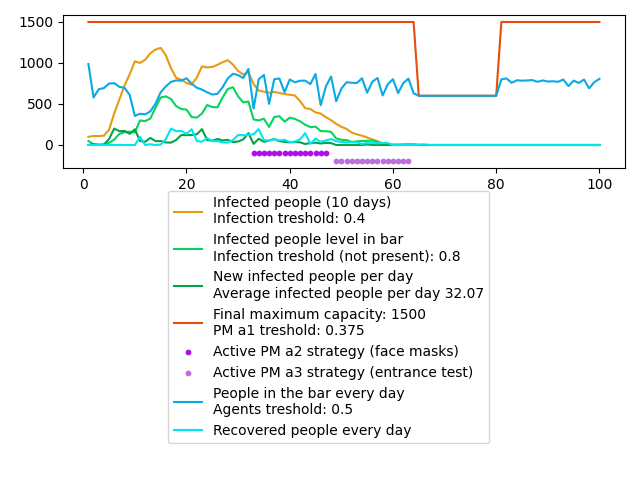 1500
1000
500
0
0
20
40
60
80
100
Infected people (10 days)
Infection treshold: 0.4
Infected people level in bar
Infection treshold (not present): 0.8
New infected people per day
Average infected people per day 32.07
Final maximum capacity: 1500
PM a1 treshold: 0.375
Active PM a2 strategy (face masks)
Active PM a3 strategy (entrance test)
People in the bar every day
Agents treshold: 0.5
Recovered people every day